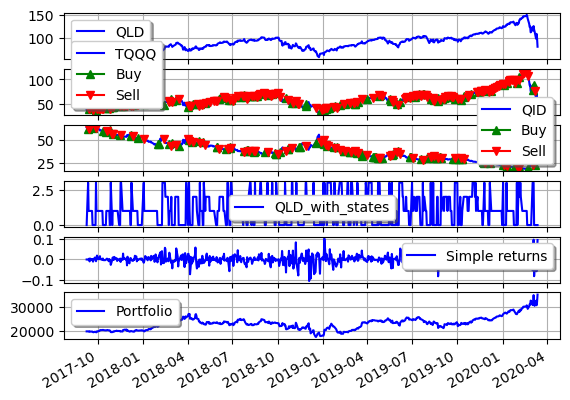 150
100
QLD
TQQQ
Buy
Sell
100
50
QID
Buy
Sell
50
25
2.5
0.0
QLD_with_states
0.1
0.0
−0.1
Simple returns
30000
20000
Portfolio
2017-10
2018-01
2018-04
2018-07
2018-10
2019-01
2019-04
2019-07
2019-10
2020-01
2020-04